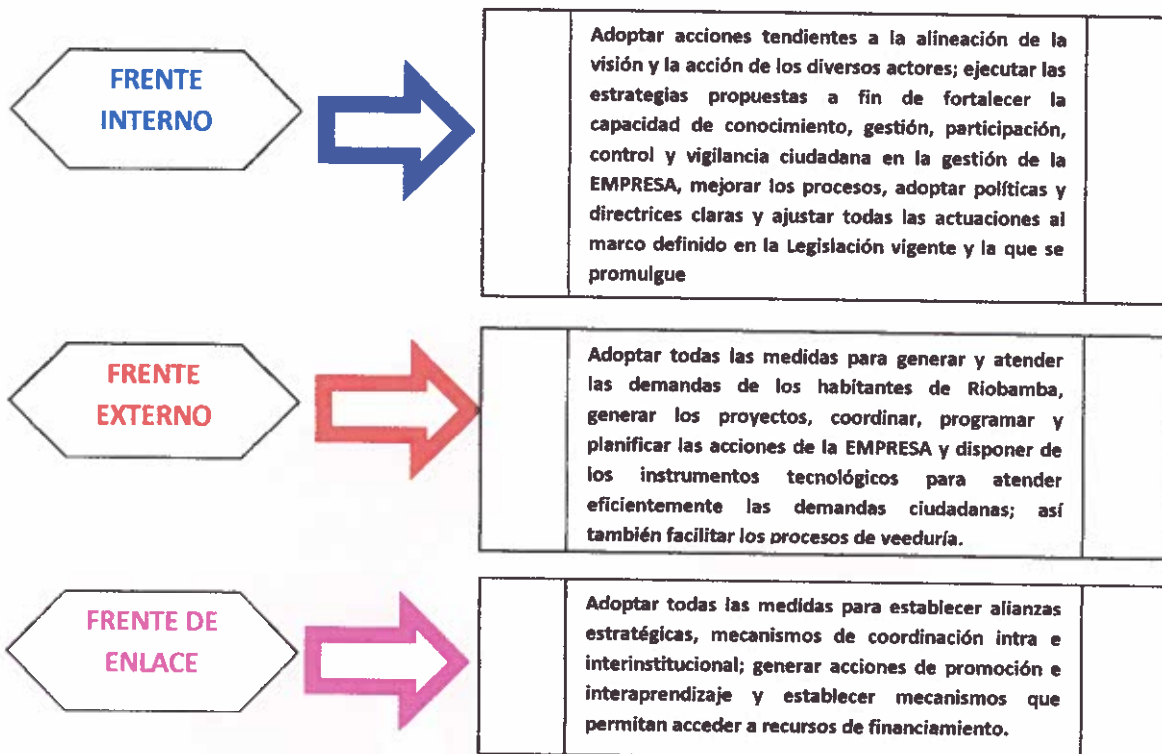 FRENTE
INTERNO
Adoptar acciones tendientes a la alineación de la
visión y la acción de los diversos actores; ejecutar las
estrategias propuestas a fin de fortalecer la
capacidad de conocimiento, gestión, participación,
control y vigilancia ciudadana en la gestión de la
EMPRESA, mejorar los procesos, adoptar políticas y
directrices claras y ajustar todas las actuaciones al
marco definido en la Legislación vigente y la que se
promulgue
FRENTE
EXTERNO
Adoptar todas las medidas para generar y atender
las demandas de los habitantes de Riobamba,
generar los proyectos, coordinar, programar y
planificar las acciones de la EMPRESA y disponer de
los instrumentos tecnológicos para atender
eficientemente las demandas ciudadanas; así
también facilitar los procesos de veeduría.
FRENTE DE
ENLACE
Adoptar todas las medidas para establecer alianzas
estratégicas, mecanismos de coordinación intra e
interinstitucional; generar acciones de promoción e
interaprendizaje y establecer mecanismos que
permitan acceder a recursos de financiamiento.